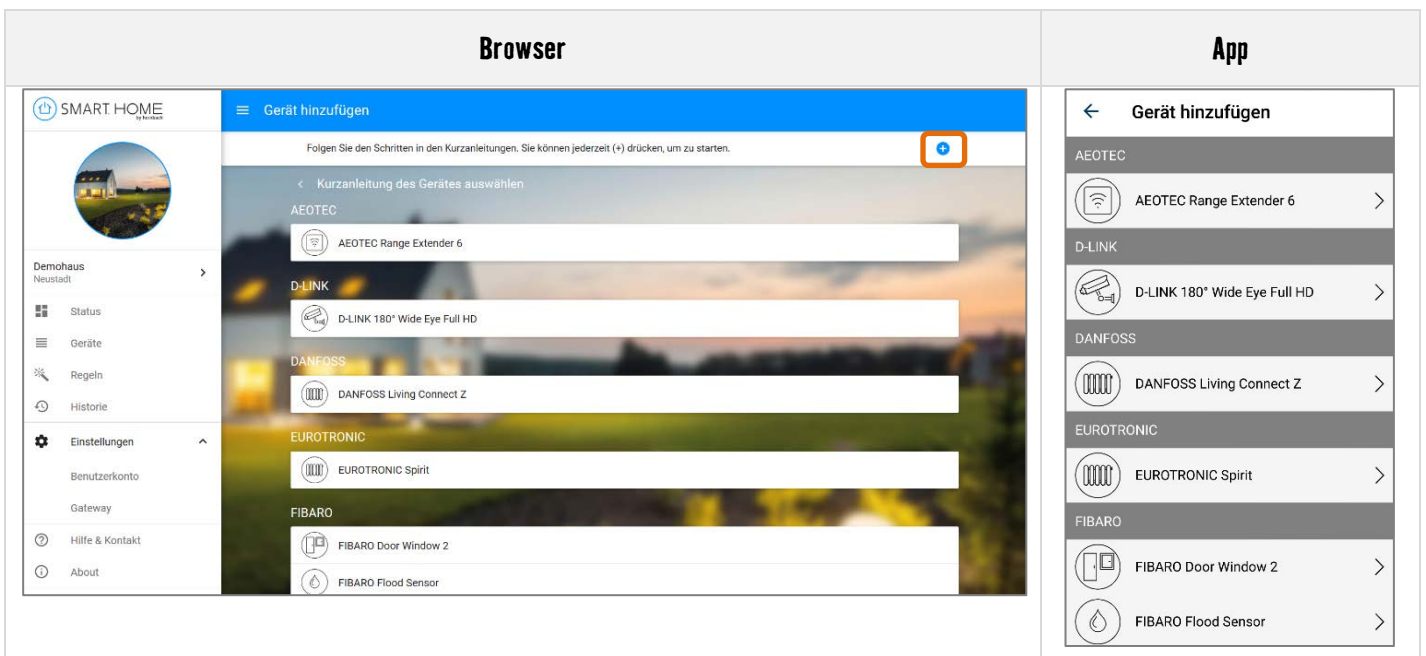 Browser
App
SMART HOME
by hornbach
Demohaus
Neustadt
Status
Geräte
Regeln
Historie
Einstellungen
Benutzerkonto
Gateway
Hilfe & Kontakt
About
Gerät hinzufügen
Folgen Sie den Schritten in den Kurzanleitungen. Sie können jederzeit (+) drücken, um zu starten.
Kurzanleitung des Gerätes auswählen
AEOTEC
AEOTEC Range Extender 6
D-LINK
D-LINK 180° Wide Eye Full HD
DANFOSS
DANFOSS Living Connect Z
EUROTRONIC
EUROTRONIC Spirit
FIBARO
FIBARO Door Window 2
FIBARO Flood Sensor
Gerät hinzufügen
AEOTEC
AEOTEC Range Extender 6
D-LINK
D-LINK 180° Wide Eye Full HD
DANFOSS
DANFOSS Living Connect Z
EUROTRONIC
EUROTRONIC Spirit
FIBARO
FIBARO Door Window 2
FIBARO Flood Sensor